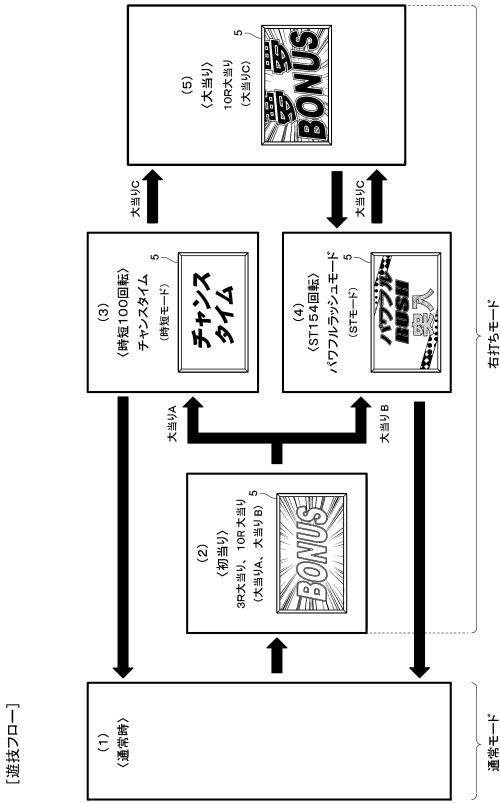 [遊技フロー]
(1)
〈通常時〉
(2)
〈初当り〉
3R大当り、10R大当り
(大当りA、大当りB)
5
BONUS
大当りA
大当りB
(3)
〈時短100回転〉
チャンスタイム
(時短モード)
5
チャンス
タイム
(4)
〈ST154回転〉
パワフルラッシュモード
(STモード)
5
パワフル
RUSH
突入
大当りC
大当りC
(5)
〈大当り〉
10R大当り
(大当りC)
5
夢夢
BONUS
通常モード
右打ちモード